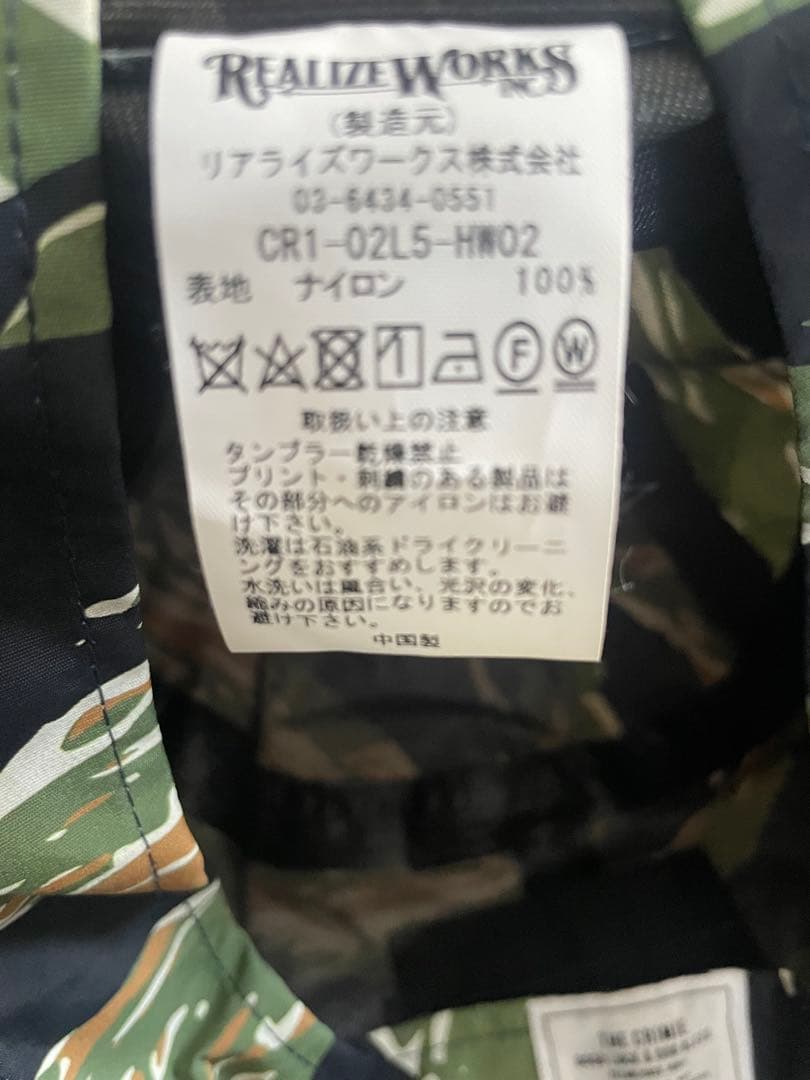 REALIZEWORKS
INC
(製造元)
リアライズワークス株式会社
03-6434-0551
CR1-02L5-HW02
表地 ナイロン 100%
F W
取扱い上の注意
タンブラー乾燥禁止
プリント・刺繍のある製品は
その部分へのアイロンはお避
け下さい。
洗濯は石油系ドライクリーニ
ングをおすすめします。
水洗いは風合い、光沢の変化、
縮みの原因になりますのでお
避け下さい。
中国製
THE CRIMIE